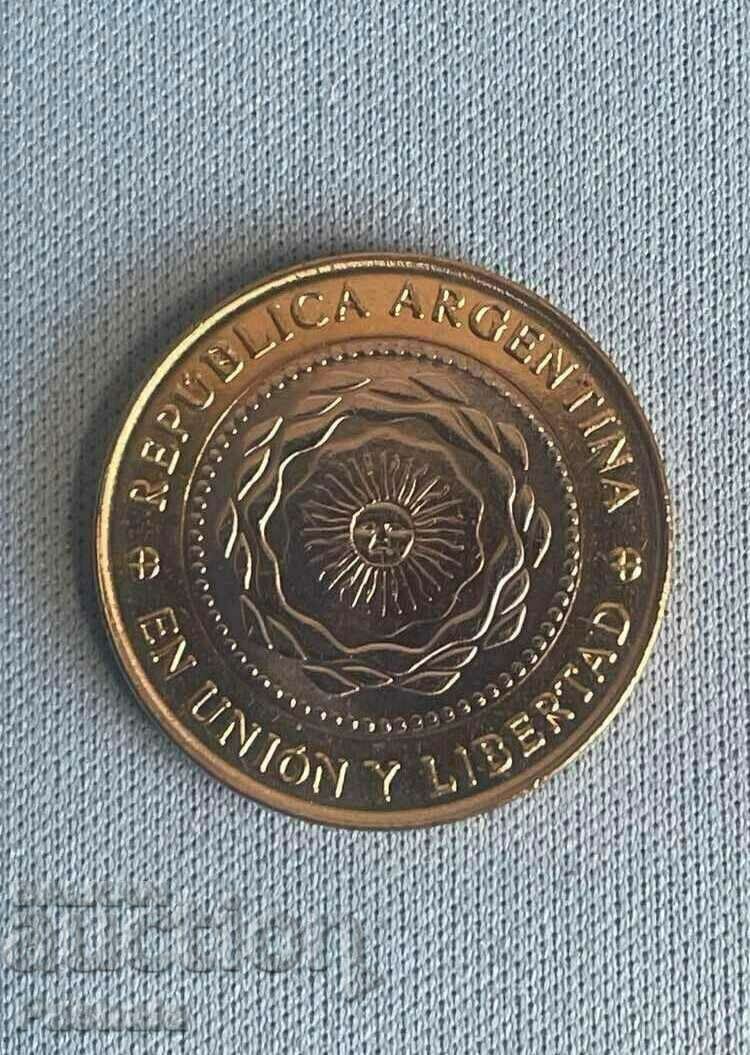 REPÚBLICA ARGENTINA
EN UNIÓN Y LIBERTAD
auction